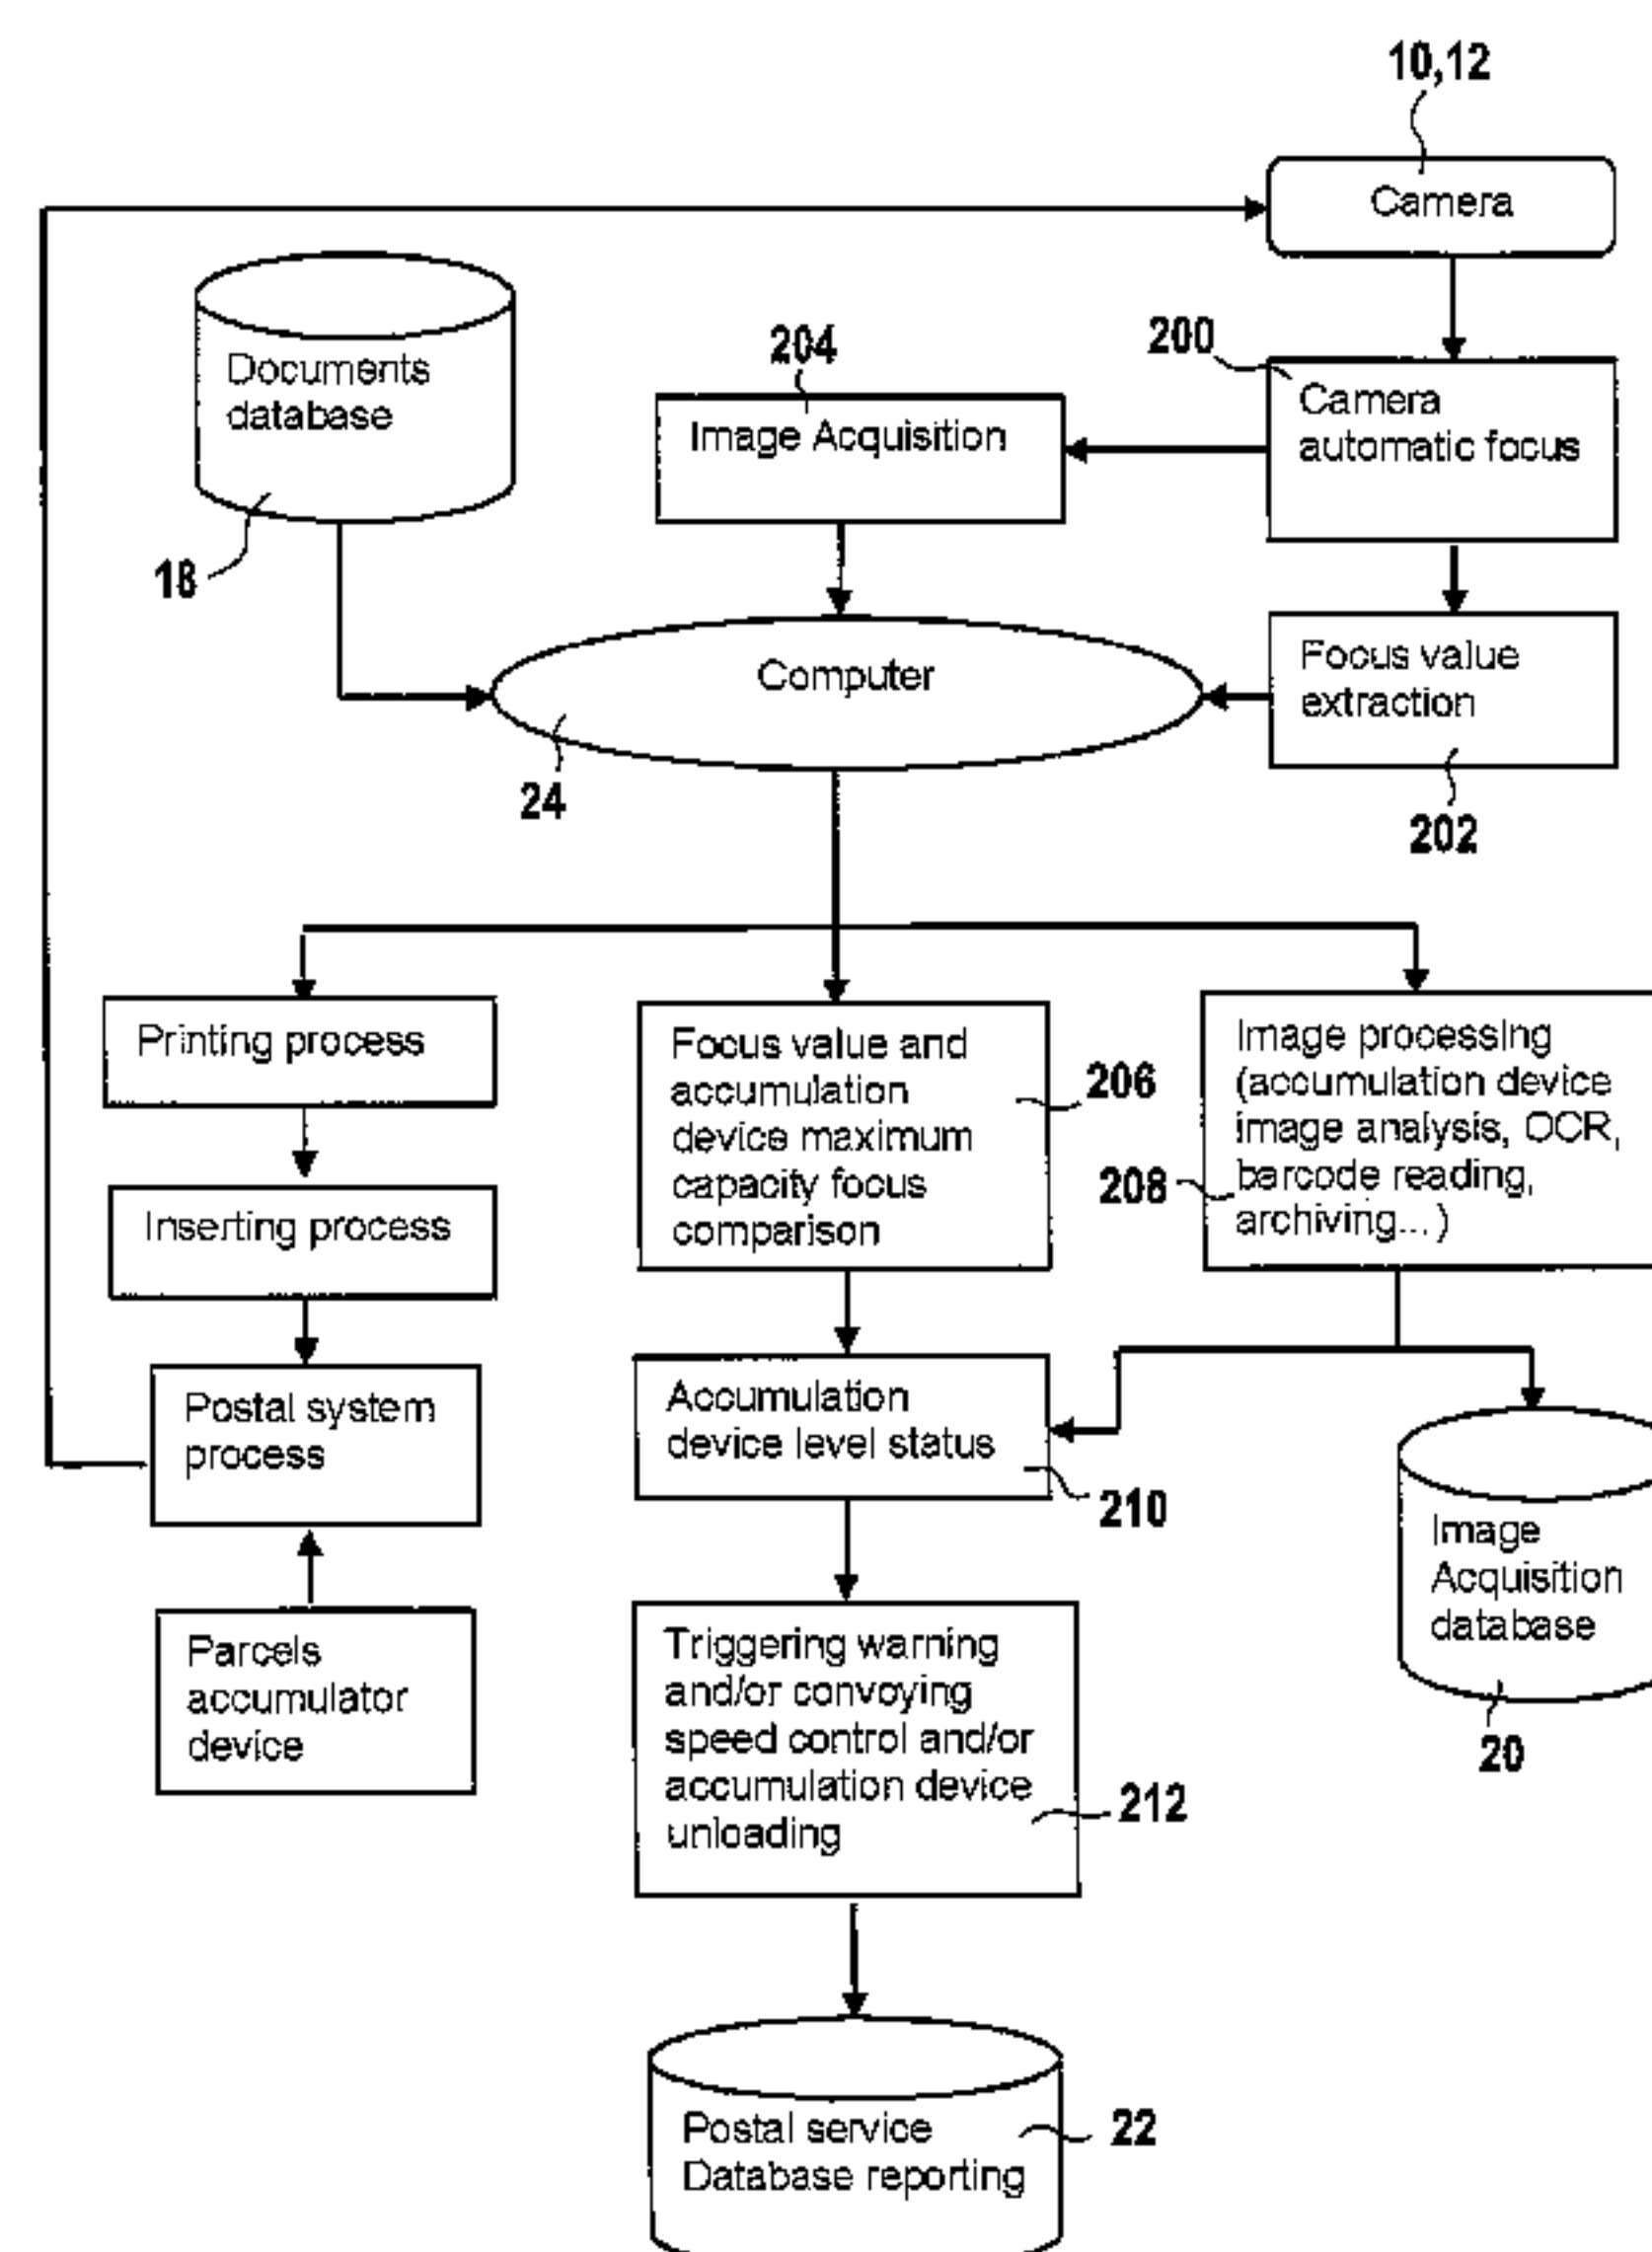 10,12
Camera
Documents
database
18
204
Image Acquisition
200
Camera
automatic focus
Computer
24
Focus value
extraction
202
Printing process
Inserting process
Postal system
process
Parcels
accumulator
device
Focus value and
accumulation
device maximum
capacity focus
comparison
206
Image processing
(accumulation device
image analysis, OCR,
barcode reading,
archiving...)
208
Accumulation
device level status
210
Image
Acquisition
database
20
Triggering warning
and/or convoying
speed control and/or
accumulation device
unloading
212
Postal service
Database reporting
22